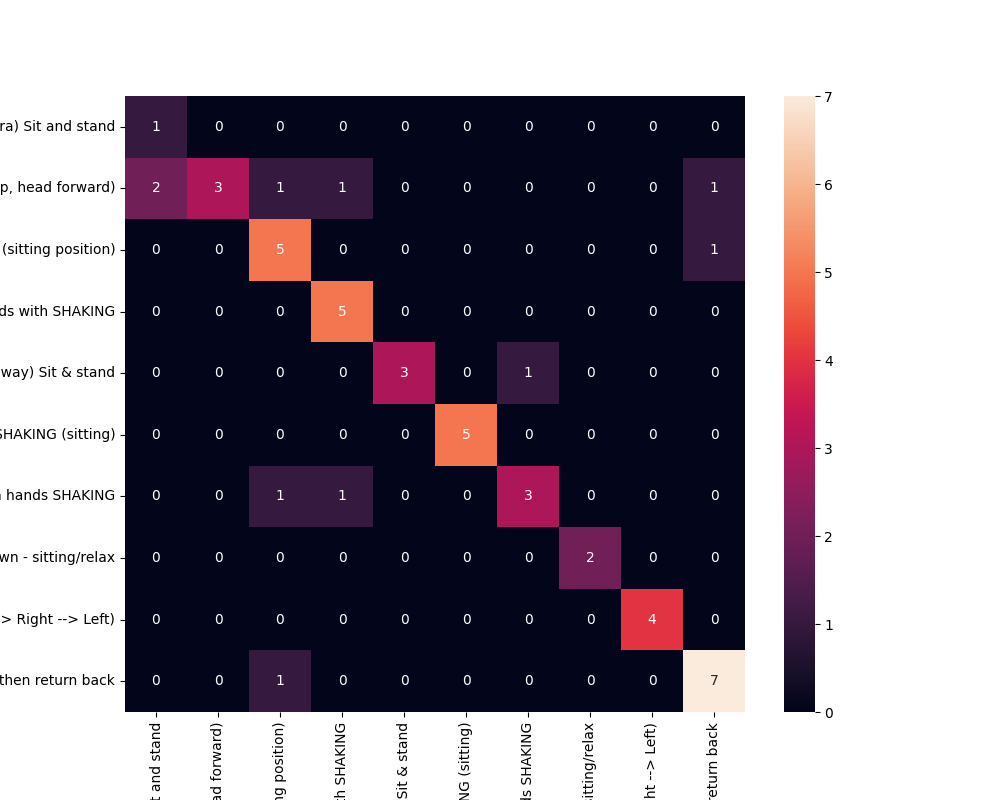 ra) Sit and stand 1 0 0 0 0 0 0 0 0 0
p, head forward) 2 3 1 1 0 0 0 0 0 1
(sitting position) 0 0 5 0 0 0 0 0 0 1
ds with SHAKING 0 0 0 5 0 0 0 0 0 0
way) Sit & stand 0 0 0 0 3 0 1 0 0 0
SHAKING (sitting) 0 0 0 0 0 5 0 0 0 0
hands SHAKING 0 0 1 1 0 0 3 0 0 0
wn - sitting/relax 0 0 0 0 0 0 0 2 0 0
> Right --> Left) 0 0 0 0 0 0 0 0 4 0
then return back 0 0 1 0 0 0 0 0 0 7
t and stand
ad forward)
ng position)
th SHAKING
Sit & stand
NG (sitting)
ds SHAKING
sitting/relax
ht --> Left)
return back
7
6
5
4
3
2
1
0